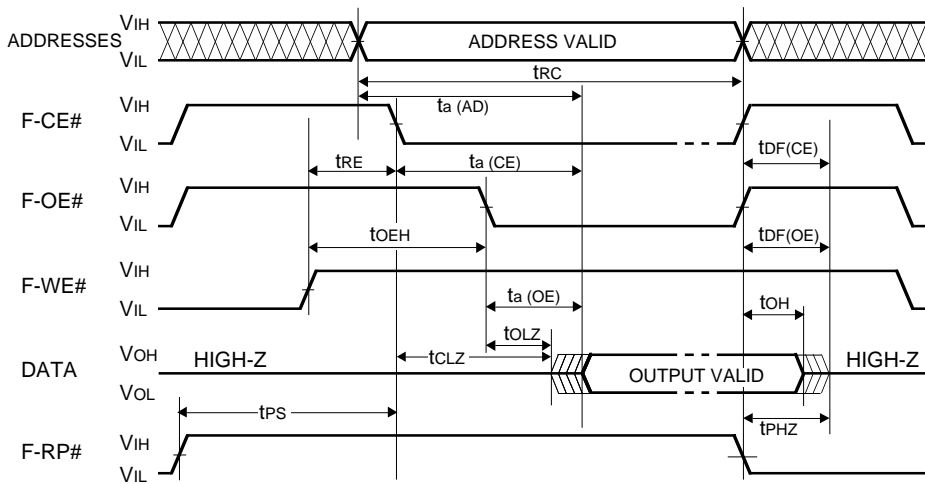 VIH
ADDRESSES
ADDRESS VALID
VIL
tRC
ta (AD)
VIH
F-CE#
VIL
tRE
ta (CE)
tDF(CE)
VIH
F-OE#
VIL
tOEH
tDF(OE)
VIH
F-WE#
VIL
ta (OE)
tOH
tOLZ
VOH
HIGH-Z
tCLZ
HIGH-Z
DATA
OUTPUT VALID
VOL
tPS
tPHZ
VIH
F-RP#
VIL